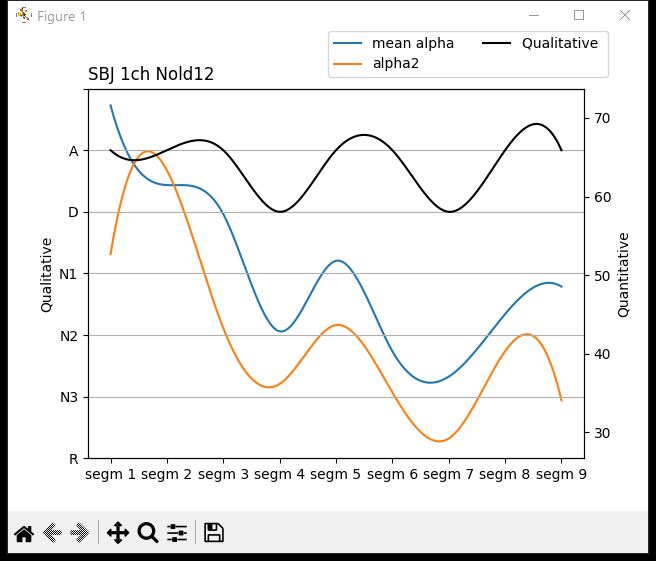 Figure 1
mean alpha
Qualitative
alpha2
SBJ 1ch Nold12
A
D
N1
N2
N3
R
Qualitative
70
60
50
40
30
Quantitative
segm 1 segm 2 segm 3 segm 4 segm 5 segm 6 segm 7 segm 8 segm 9